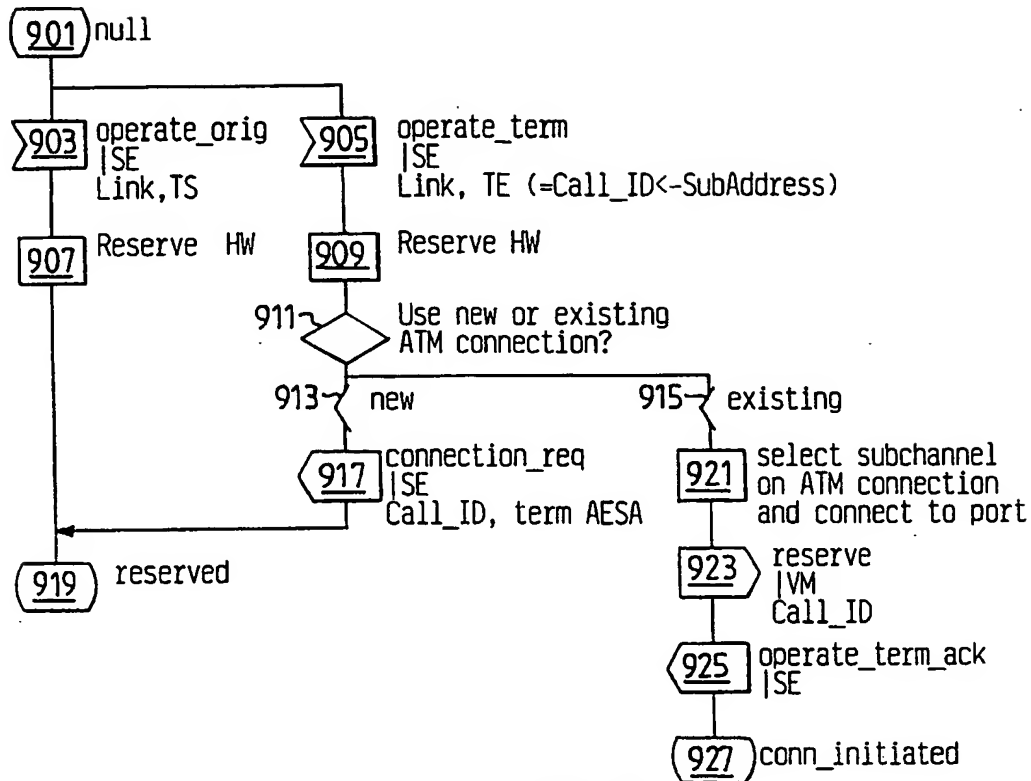 901 null
903 operate_orig
|SE
Link,TS
905 operate_term
|SE
Link, TE (=Call_ID<-SubAddress)
907 Reserve HW
909 Reserve HW
911 Use new or existing
ATM connection?
913 new
915 existing
917 connection_req
|SE
Call_ID, term AESA
921 select subchannel
on ATM connection
and connect to port
919 reserved
923 reserve
|VM
Call_ID
925 operate_term_ack
|SE
927 conn_initiated